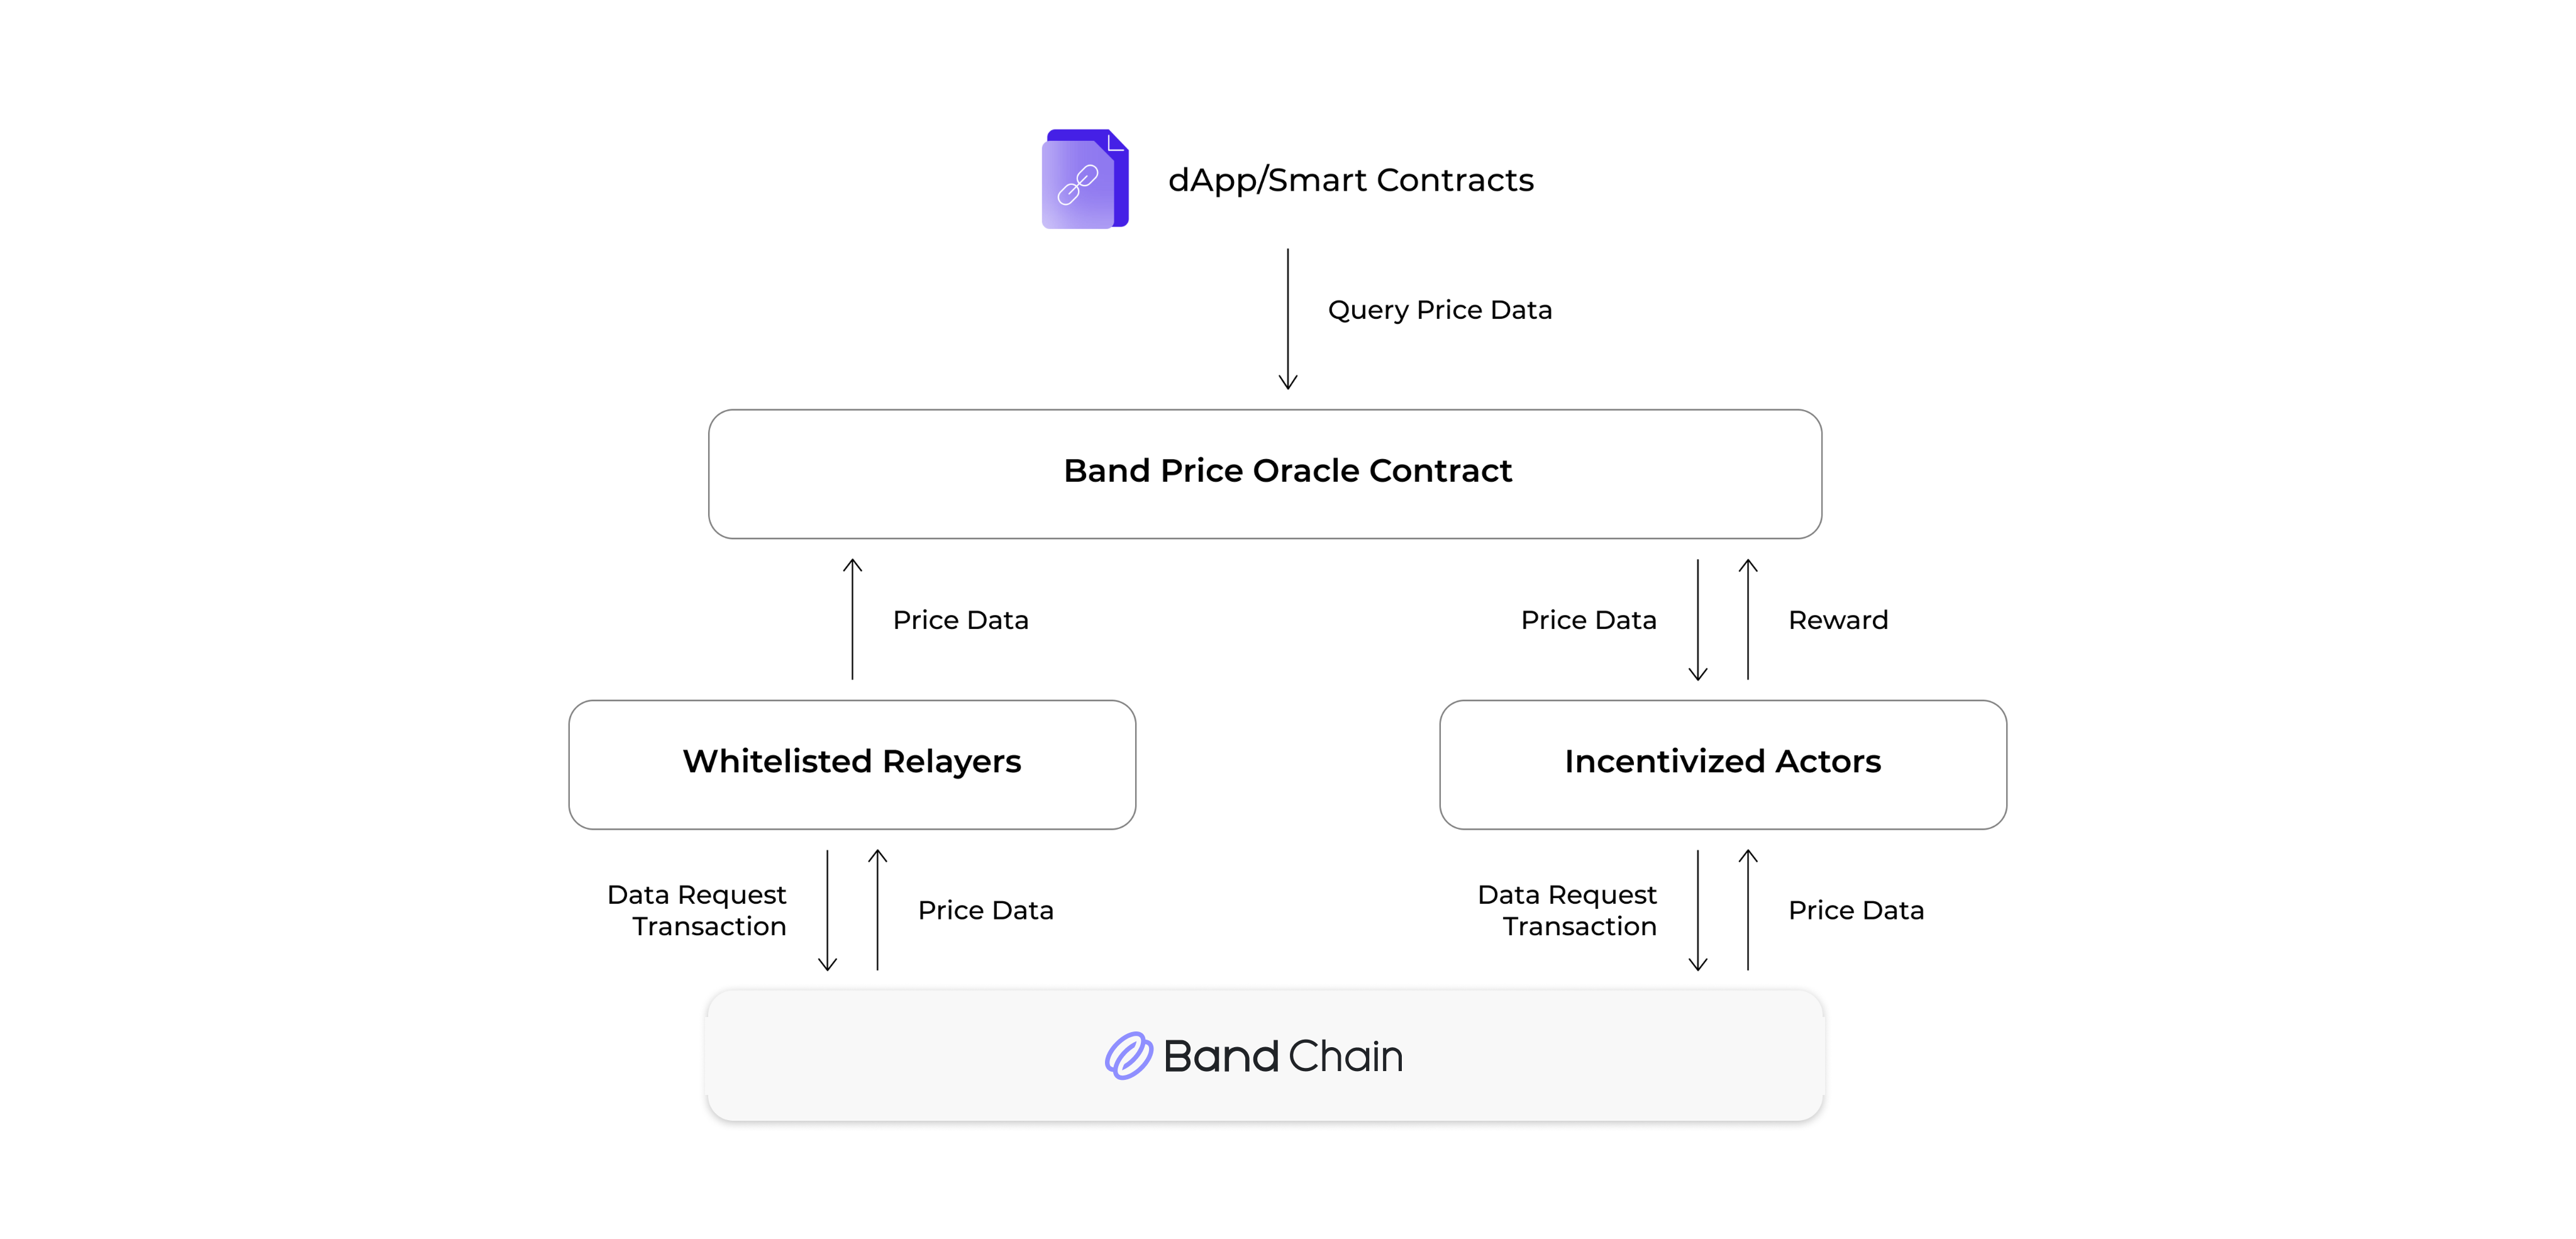 dApp/Smart Contracts
Query Price Data
Band Price Oracle Contract
Price Data
Price Data
Reward
Whitelisted Relayers
Incentivized Actors
Data Request
Transaction
Price Data
Data Request
Transaction
Price Data
Band Chain